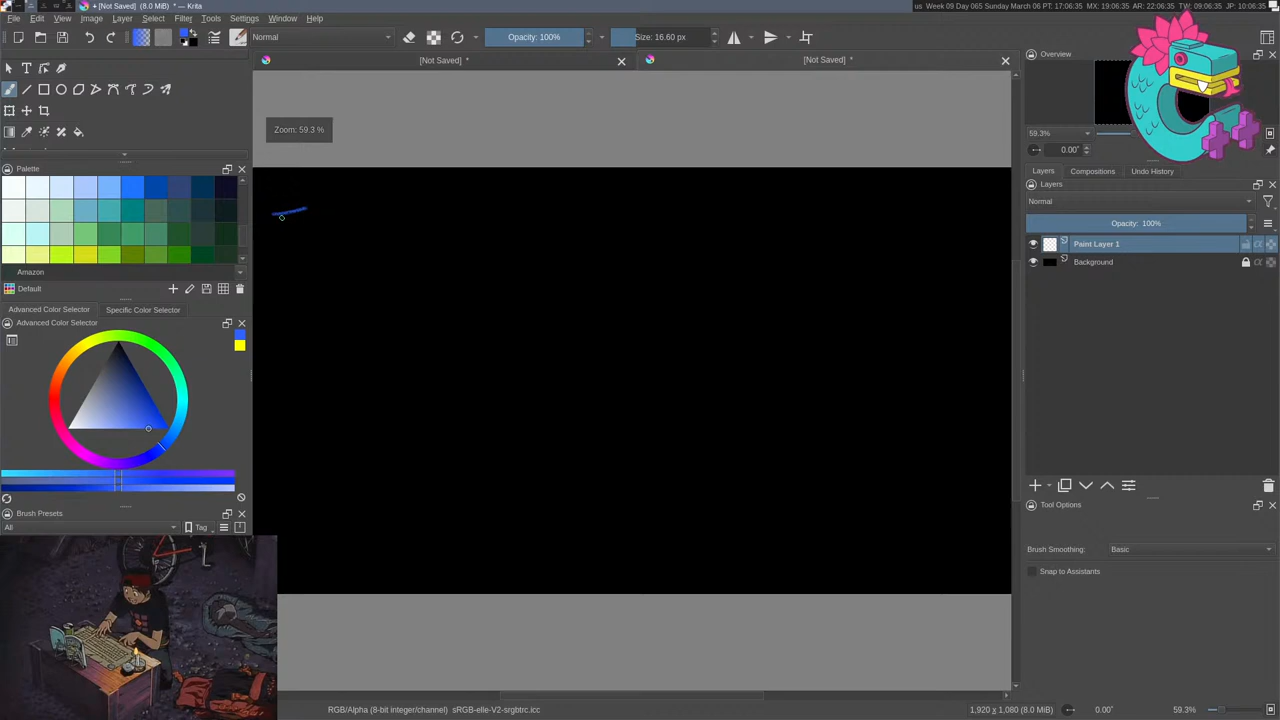 + [Not Saved] (8.0 MiB) * — Krita
us Week 09 Day 065 Sunday March 06 PT: 17:06:35 MX: 19:06:35 AR: 22:06:35 TW: 09:06:35 JP: 10:06:35
File Edit View Image Layer Select Filter Tools Settings Window Help
Normal
Opacity: 100%
Size: 16.60 px
[Not Saved] *
[Not Saved] *
Overview
Zoom: 59.3 %
59.3%
0.00°
Palette
Layers Compositions Undo History
Layers
Normal
Opacity: 100%
Paint Layer 1
Background
Amazon
Default
Advanced Color Selector Specific Color Selector
Advanced Color Selector
Tool Options
Brush Presets
All
Tag
Brush Smoothing: Basic
Snap to Assistants
RGB/Alpha (8-bit integer/channel) sRGB-elle-V2-srgbtrc.icc
1,920 x 1,080 (8.0 MiB)
0.00°
59.3%